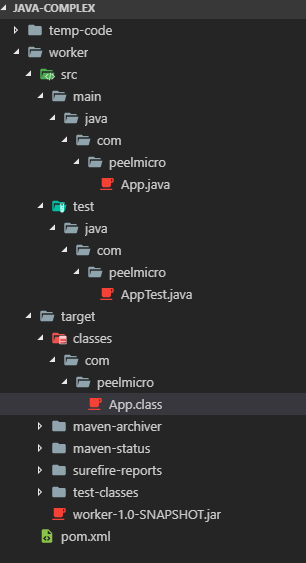 JAVA-COMPLEX
temp-code
worker
src
main
java
com
peelmicro
App.java
test
java
com
peelmicro
AppTest.java
target
classes
com
peelmicro
App.class
maven-archiver
maven-status
surefire-reports
test-classes
worker-1.0-SNAPSHOT.jar
pom.xml